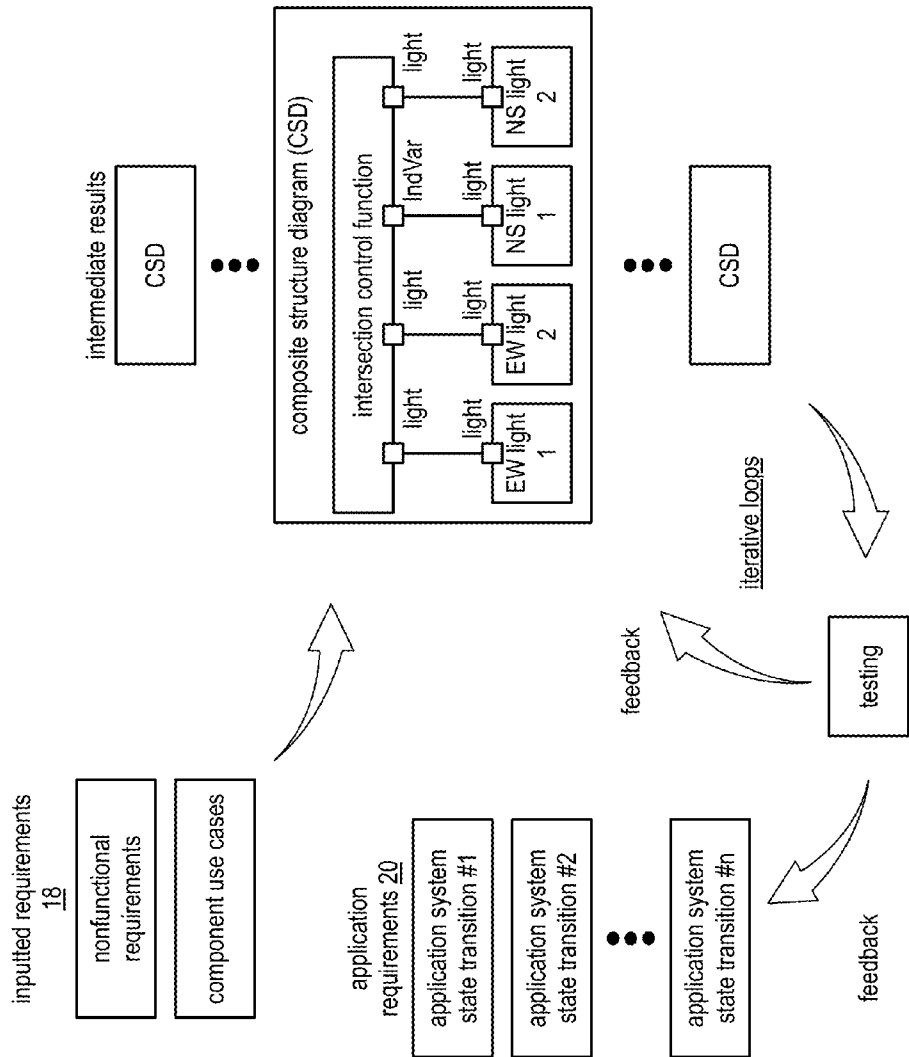 inputted requirements
18
nonfunctional
requirements
component use cases
application
requirements 20
application system
state transition #1
application system
state transition #2
application system
state transition #n
feedback
testing
feedback
iterative loops
intermediate results
CSD
composite structure diagram (CSD)
intersection control function
light light IndVar light
light light light light
EW light EW light NS light NS light
1 2 1 2
CSD